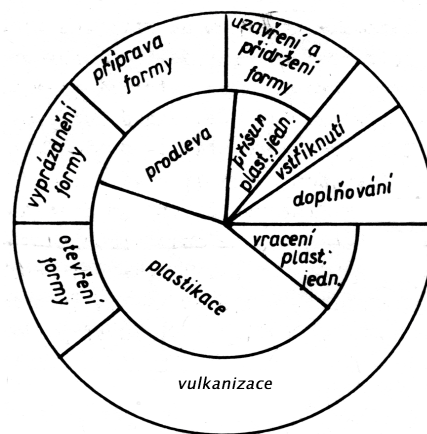 příprava
formy
uzavření a
přidržení
formy
vyprázdnění
formy
prodleva
přísun
plast. jedn.
vstříknutí
doplňování
otevření
formy
plastikace
vracení
plast.
jedn.
vulkanizace